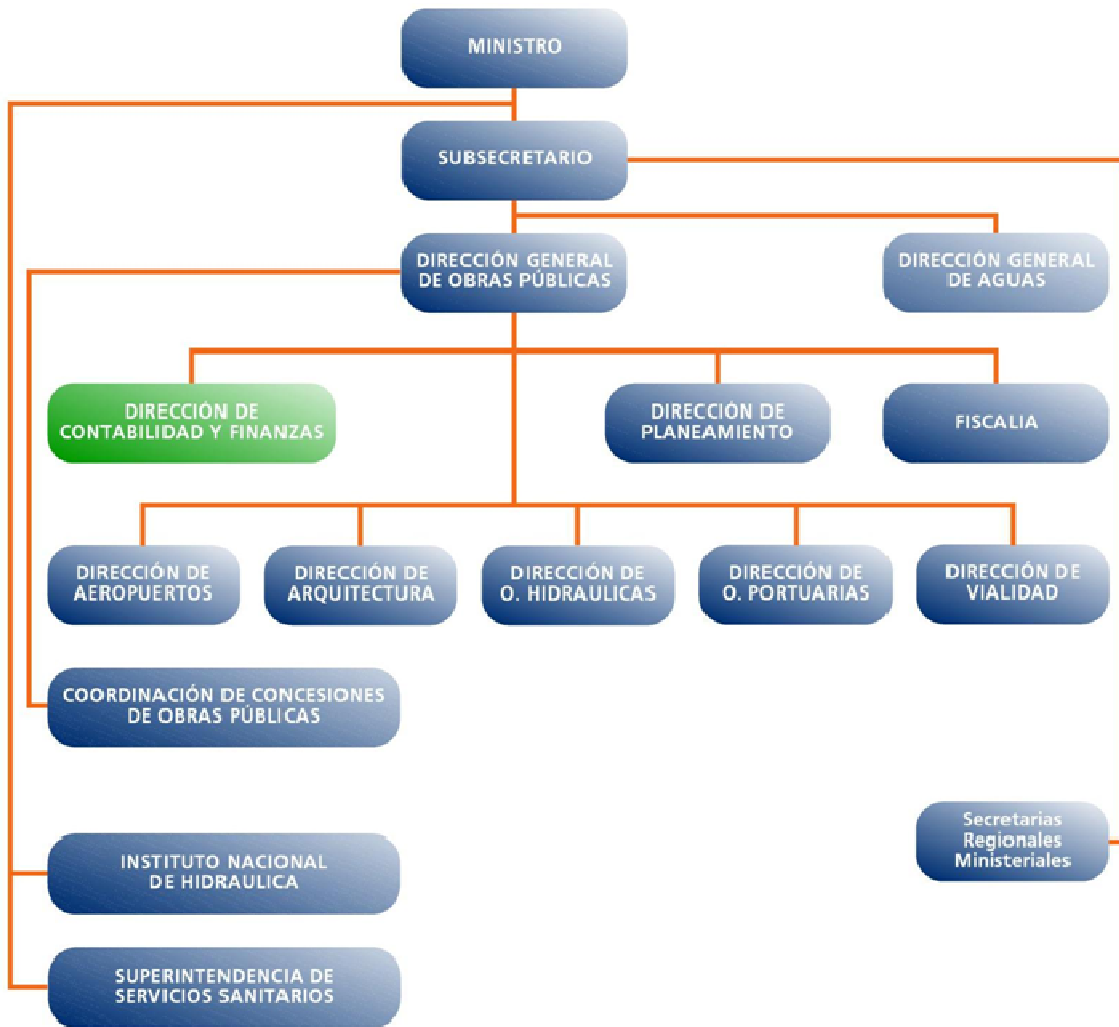 MINISTRO
SUBSECRETARIO
DIRECCIÓN GENERAL
DE OBRAS PÚBLICAS
DIRECCIÓN GENERAL
DE AGUAS
DIRECCIÓN DE
CONTABILIDAD Y FINANZAS
DIRECCIÓN DE
PLANEAMIENTO
FISCALIA
DIRECCIÓN DE
AEROPUERTOS
DIRECCIÓN DE
ARQUITECTURA
DIRECCIÓN DE
O. HIDRAULICAS
DIRECCIÓN DE
O. PORTUARIAS
DIRECCIÓN DE
VIALIDAD
COORDINACIÓN DE CONCESIONES
DE OBRAS PÚBLICAS
Secretarias
Regionales
Ministeriales
INSTITUTO NACIONAL
DE HIDRAULICA
SUPERINTENDENCIA DE
SERVICIOS SANITARIOS